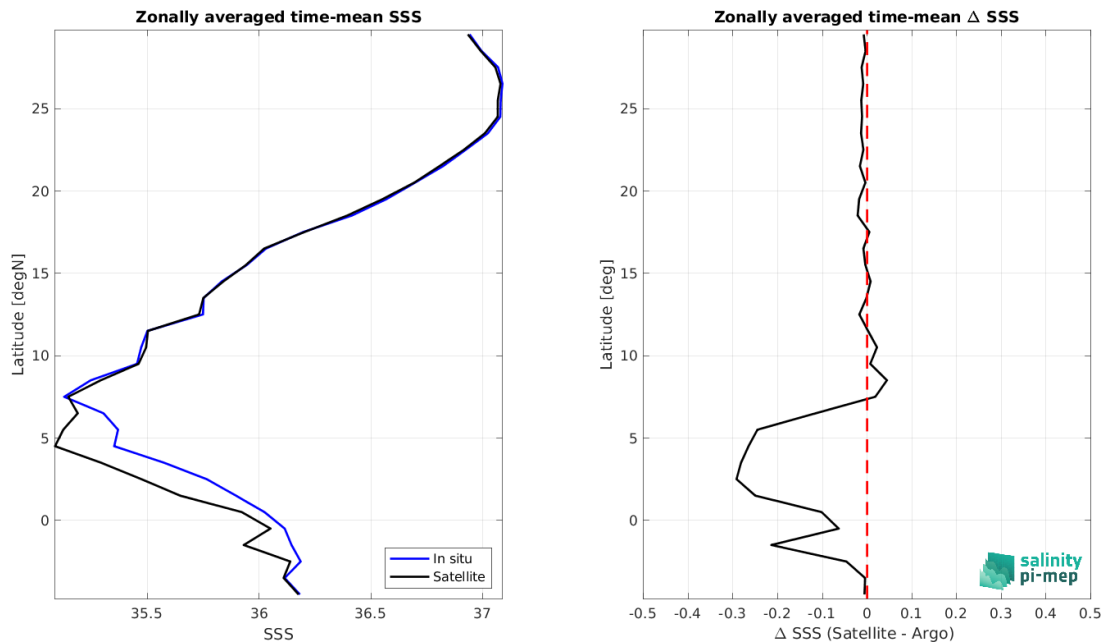 Zonally averaged time-mean SSS
Latitude [degN]
25
20
15
10
5
0
35.5 36 36.5 37
SSS
In situ
Satellite
Zonally averaged time-mean Δ SSS
Latitude [deg]
25
20
15
10
5
0
-0.5 -0.4 -0.3 -0.2 -0.1 0 0.1 0.2 0.3 0.4 0.5
Δ SSS (Satellite - Argo)
salinity
pi-mep